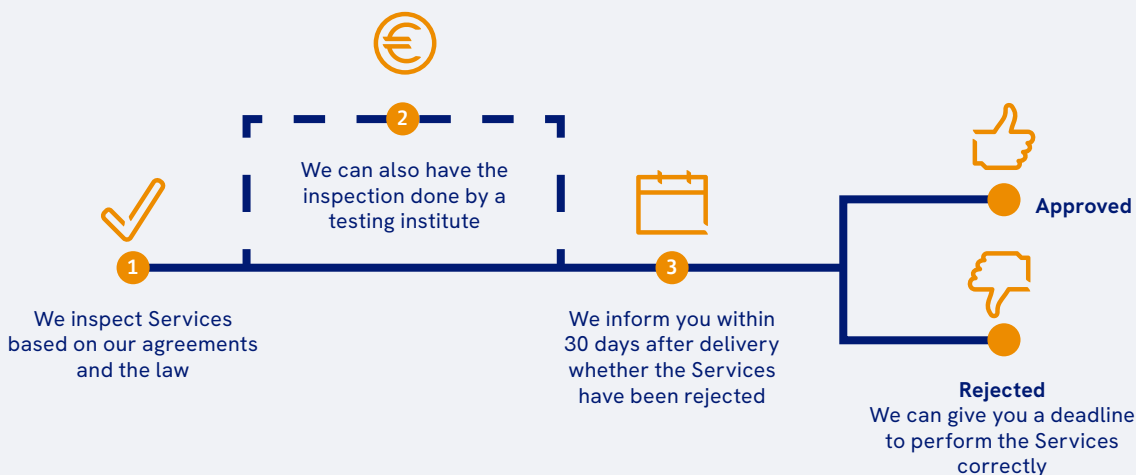 €
2
We can also have the
inspection done by a
testing institute
Approved
1
3
We inspect Services
based on our agreements
and the law
We inform you within
30 days after delivery
whether the Services
have been rejected
Rejected
We can give you a deadline
to perform the Services
correctly